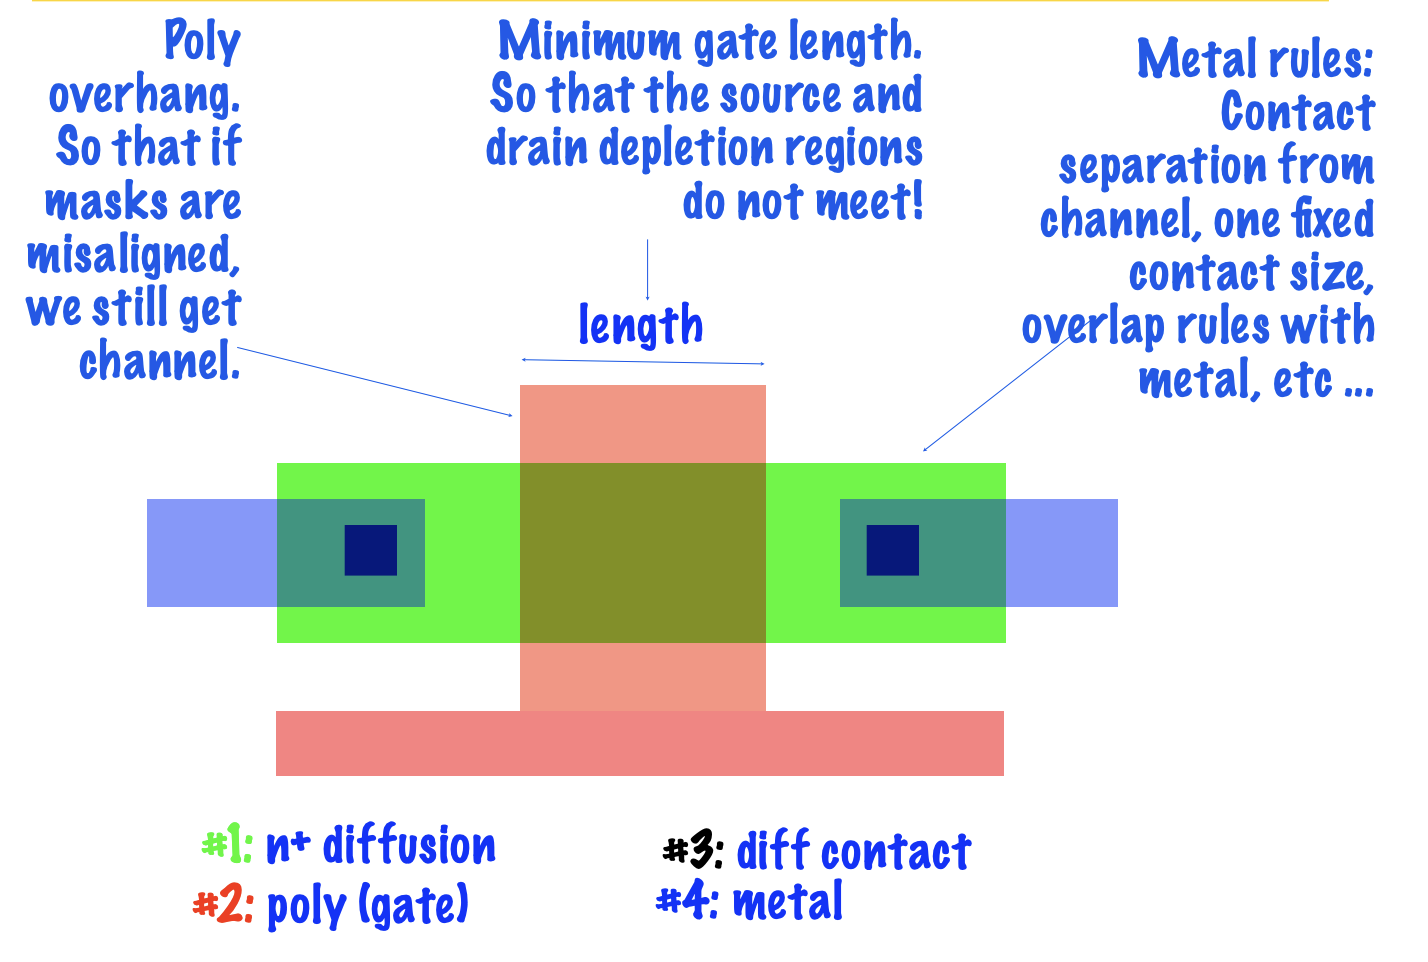 Poly
overhang.
So that if
masks are
misaligned,
we still get
channel.
Minimum gate length.
So that the source and
drain depletion regions
do not meet!
length
Metal rules:
Contact
separation from
channel, one fixed
contact size,
overlap rules with
metal, etc ...
#1: n+ diffusion
#2: poly (gate)
#3: diff contact
#4: metal